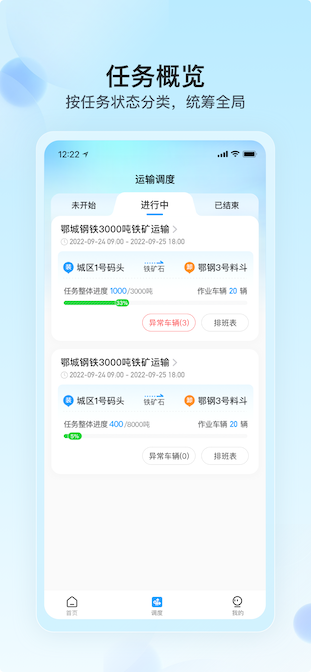 任务概览
按任务状态分类，统筹全局
12:22
运输调度
未开始 进行中 已结束
鄂城钢铁3000吨铁矿运输
2022-09-24 09.00 - 2022-09-25 18.00
装 城区1号码头 铁矿石 卸 鄂钢3号料斗
任务整体进度 1000/3000吨 作业车辆 20 辆
33%
异常车辆(3) 排班表
鄂城钢铁3000吨铁矿运输
2022-09-24 09.00 - 2022-09-25 18.00
装 城区1号码头 铁矿石 卸 鄂钢3号料斗
任务整体进度 400/8000吨 作业车辆 20 辆
5%
异常车辆(0) 排班表
首页 调度 我的